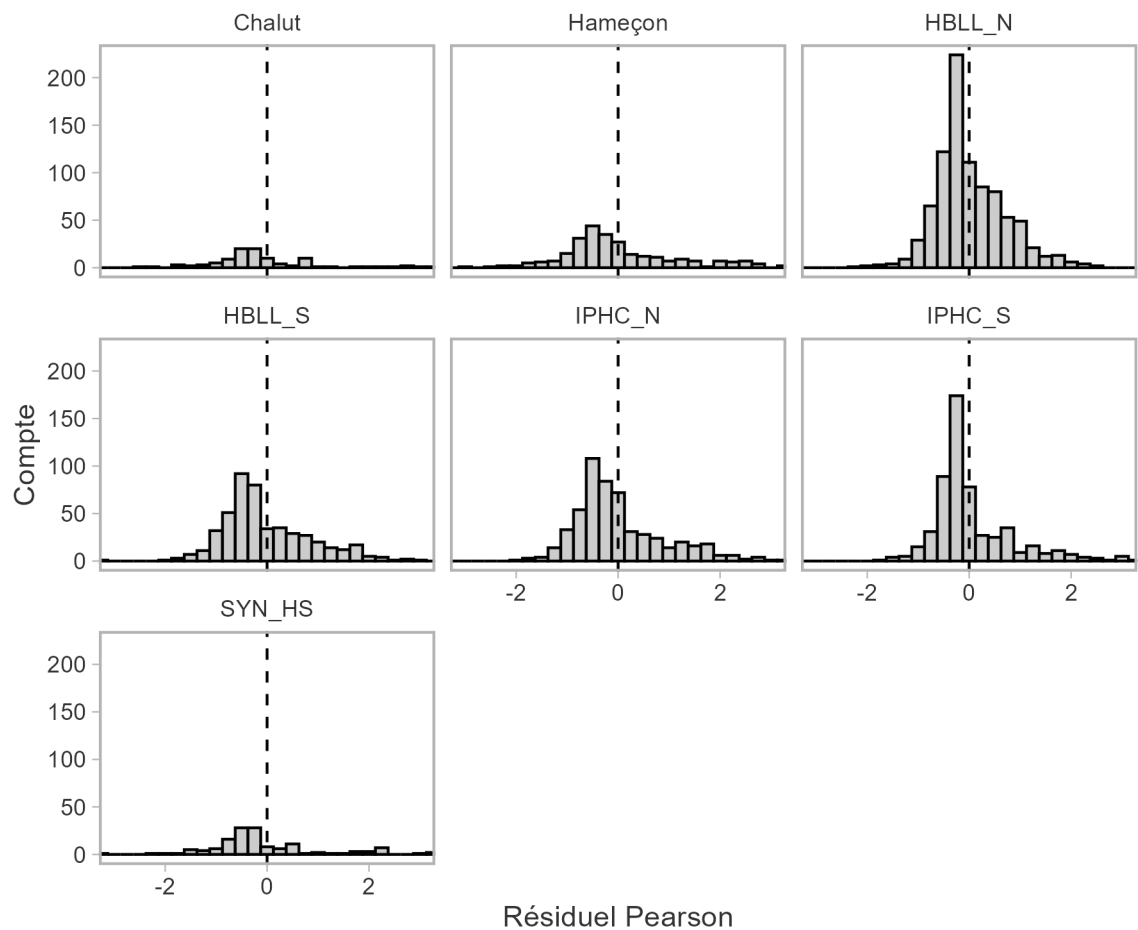 Chalut Hameçon HBLL_N
200
150
100
50
0
HBLL_S IPHC_N IPHC_S
200
150
100
50
0
-2 0 2 -2 0 2
Compte
SYN_HS
200
150
100
50
0
-2 0 2
Résiduel Pearson